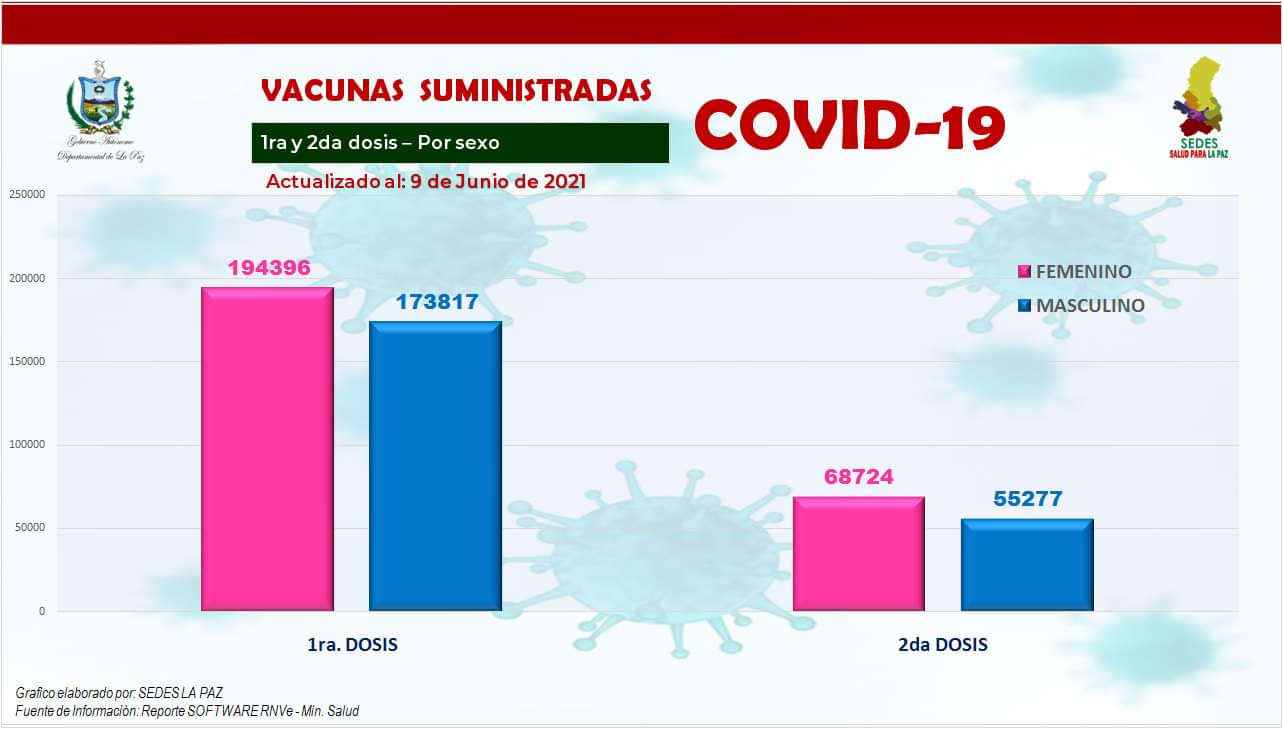 VACUNAS SUMINISTRADAS
COVID-19
1ra y 2da dosis – Por sexo
Actualizado al: 9 de Junio de 2021
Gobierno Autónomo
Departamental de La Paz
SEDES
SALUD PARA LA PAZ
250000
200000
150000
100000
50000
0
194396
173817
68724
55277
FEMENINO
MASCULINO
1ra. DOSIS
2da DOSIS
Grafico elaborado por: SEDES LA PAZ
Fuente de Informaciòn: Reporte SOFTWARE RNVe - Min. Salud